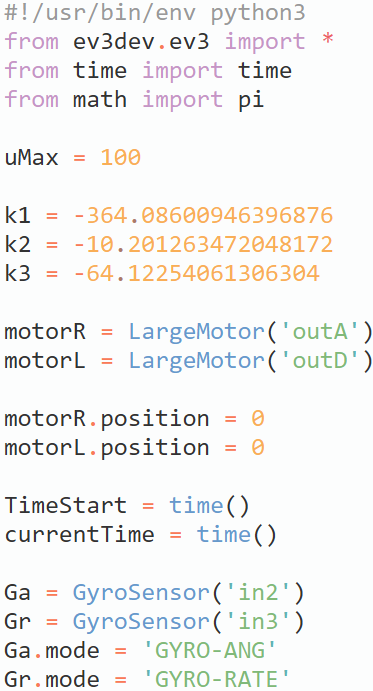 #!/usr/bin/env python3
from ev3dev.ev3 import *
from time import time
from math import pi
uMax = 100
k1 = -364.08600946396876
k2 = -10.201263472048172
k3 = -64.12254061306304
motorR = LargeMotor('outA')
motorL = LargeMotor('outD')
motorR.position = 0
motorL.position = 0
TimeStart = time()
currentTime = time()
Ga = GyroSensor('in2')
Gr = GyroSensor('in3')
Ga.mode = 'GYRO-ANG'
Gr.mode = 'GYRO-RATE'